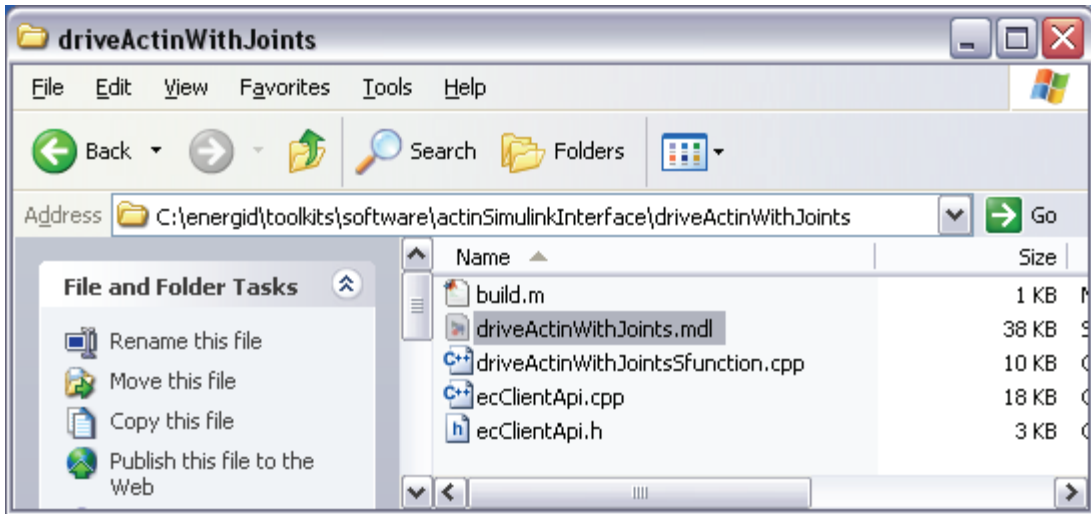 driveActinWithJoints
File Edit View Favorites Tools Help
Back Search Folders
Address C:\energid\toolkits\software\actinSimulinkInterface\driveActinWithJoints Go
File and Folder Tasks
Rename this file
Move this file
Copy this file
Publish this file to the
Web
Name Size
build.m 1 KB
driveActinWithJoints.mdl 38 KB
driveActinWithJointsSfunction.cpp 10 KB
ecClientApi.cpp 18 KB
ecClientApi.h 3 KB